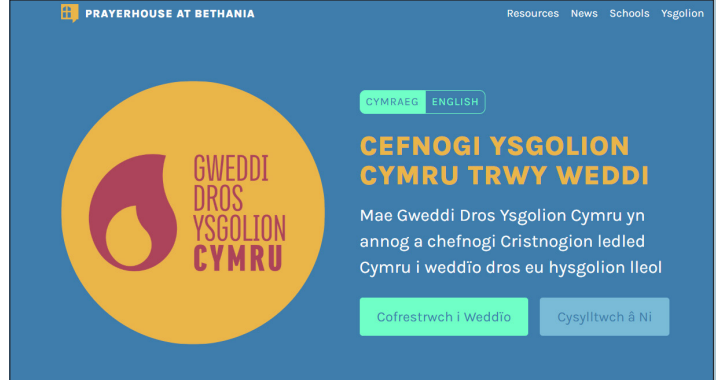 PRAYERHOUSE AT BETHANIA
Resources News Schools Ysgolion
GWEDDI
DROS
YSGOLION
CYMRU
CYMRAEG ENGLISH
CEFNOGI YSGOLION
CYMRU TRWY WEDDI
Mae Gweddi Dros Ysgolion Cymru yn
annog a chefnogi Cristnogion ledled
Cymru i weddïo dros eu hysgolion lleol
Cofrestrwch i Weddïo
Cysylltwch â Ni